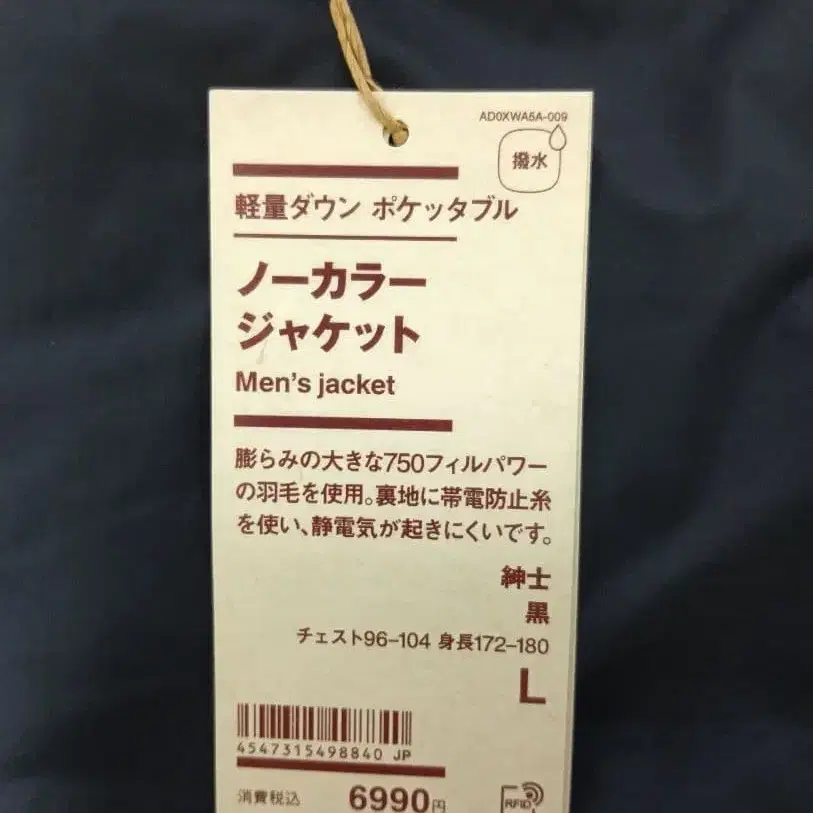 AD0XWA5A-009
撥水
軽量ダウン ポケッタブル
ノーカラー
ジャケット
Men's jacket
膨らみの大きな750フィルパワー
の羽毛を使用。裏地に帯電防止糸
を使い、静電気が起きにくいです。
紳士
黒
チェスト96-104 身長172-180
L
4547315498840 JP
消費税込 6990円
RFID